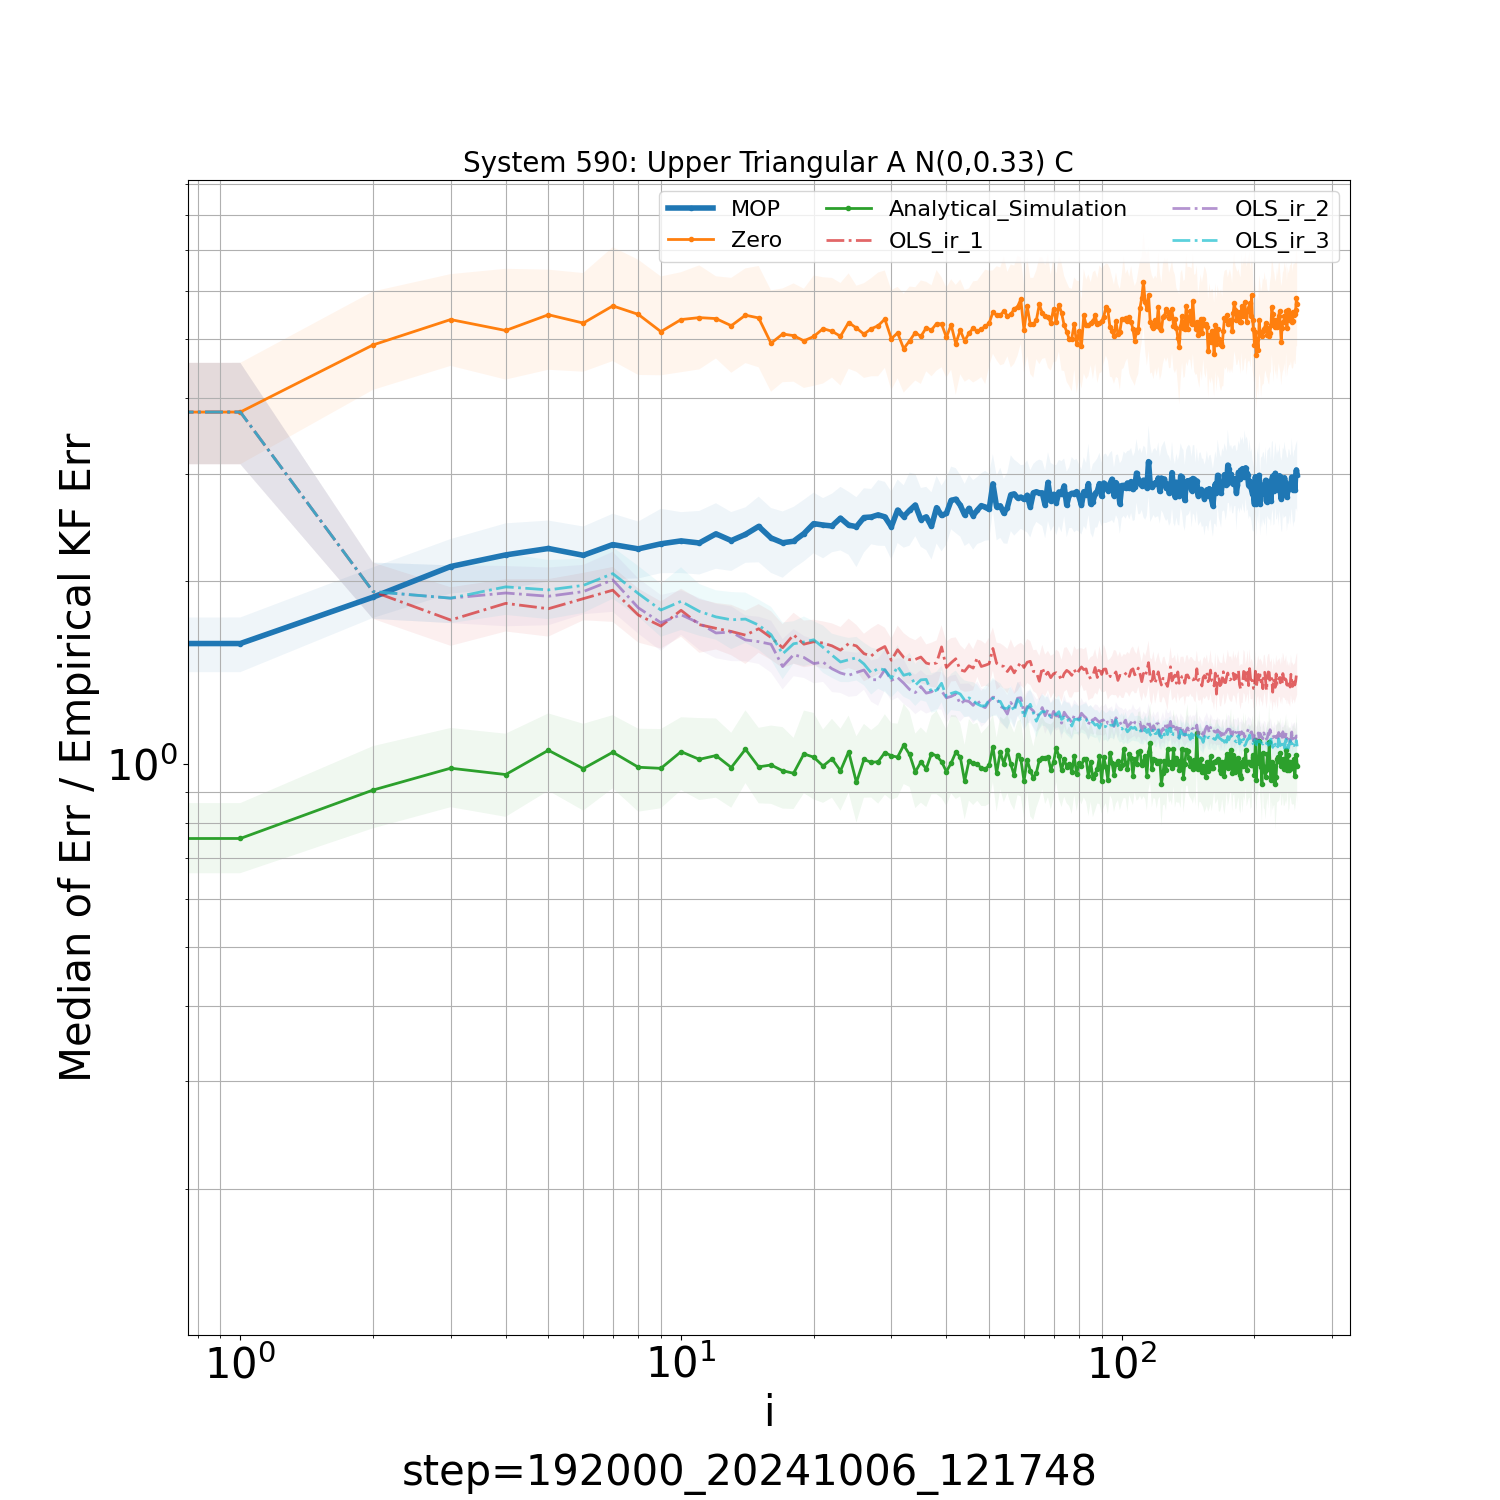 System 590: Upper Triangular A N(0,0.33) C
MOP
Zero
Analytical_Simulation
OLS_ir_1
OLS_ir_2
OLS_ir_3
Median of Err / Empirical KF Err
10⁰
10⁰
10¹
10²
i
step=192000_20241006_121748